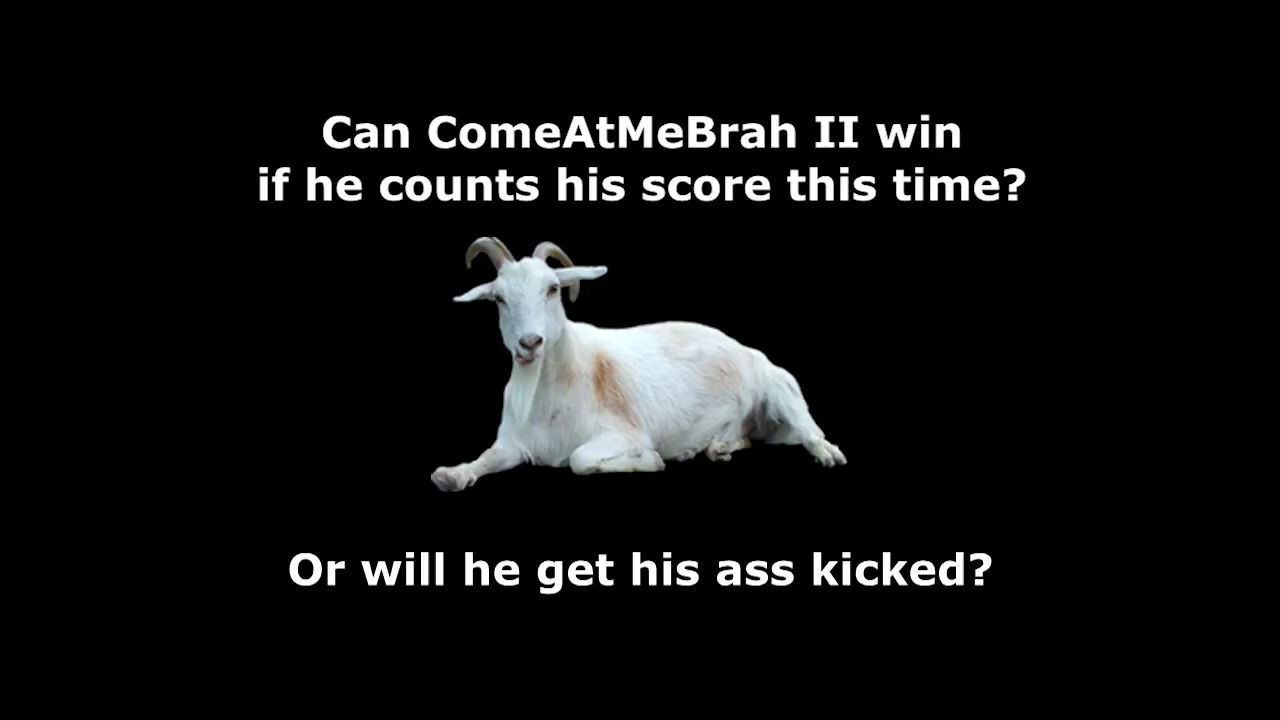 Can ComeAtMeBrah II win
if he counts his score this time?
Or will he get his ass kicked?